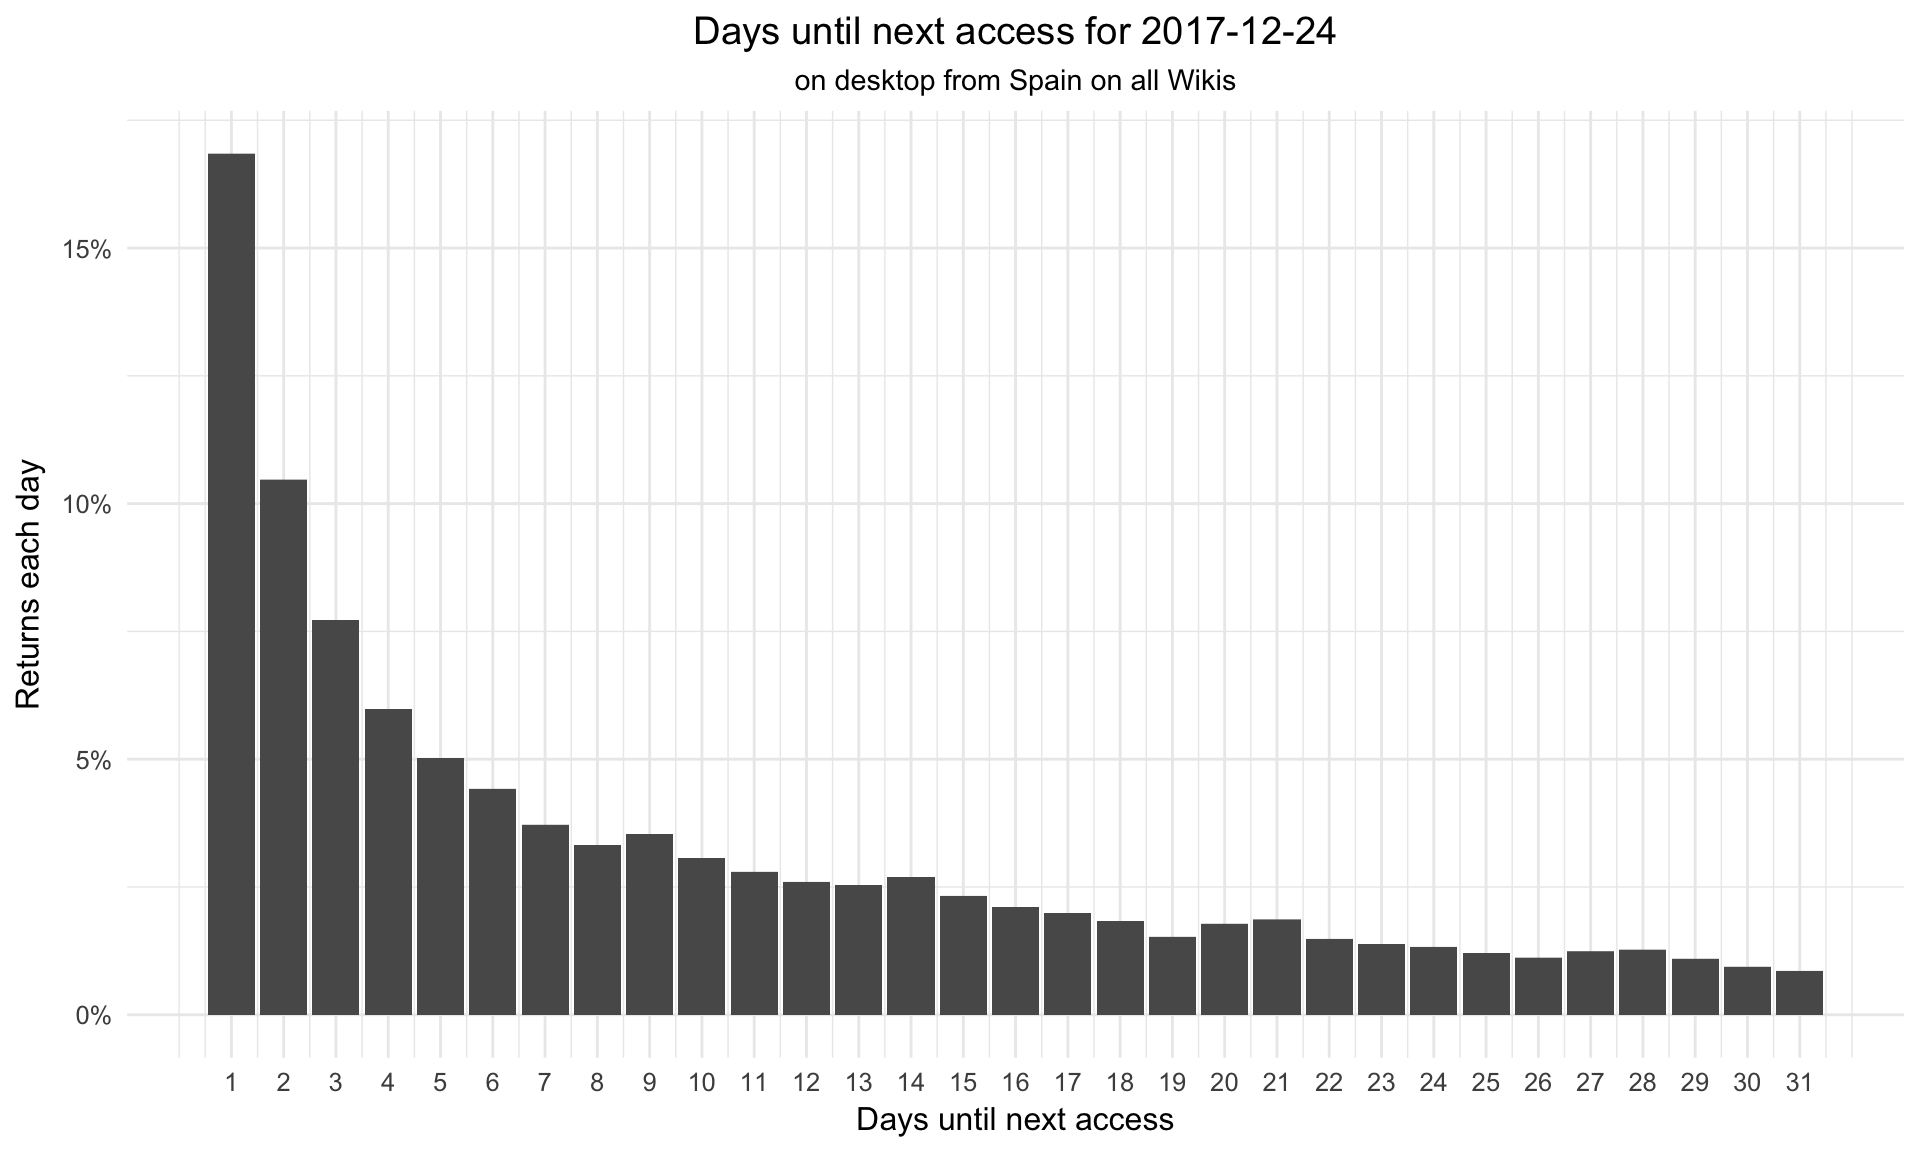 Days until next access for 2017-12-24
on desktop from Spain on all Wikis
Returns each day
15%
10%
5%
0%
1 2 3 4 5 6 7 8 9 10 11 12 13 14 15 16 17 18 19 20 21 22 23 24 25 26 27 28 29 30 31
Days until next access